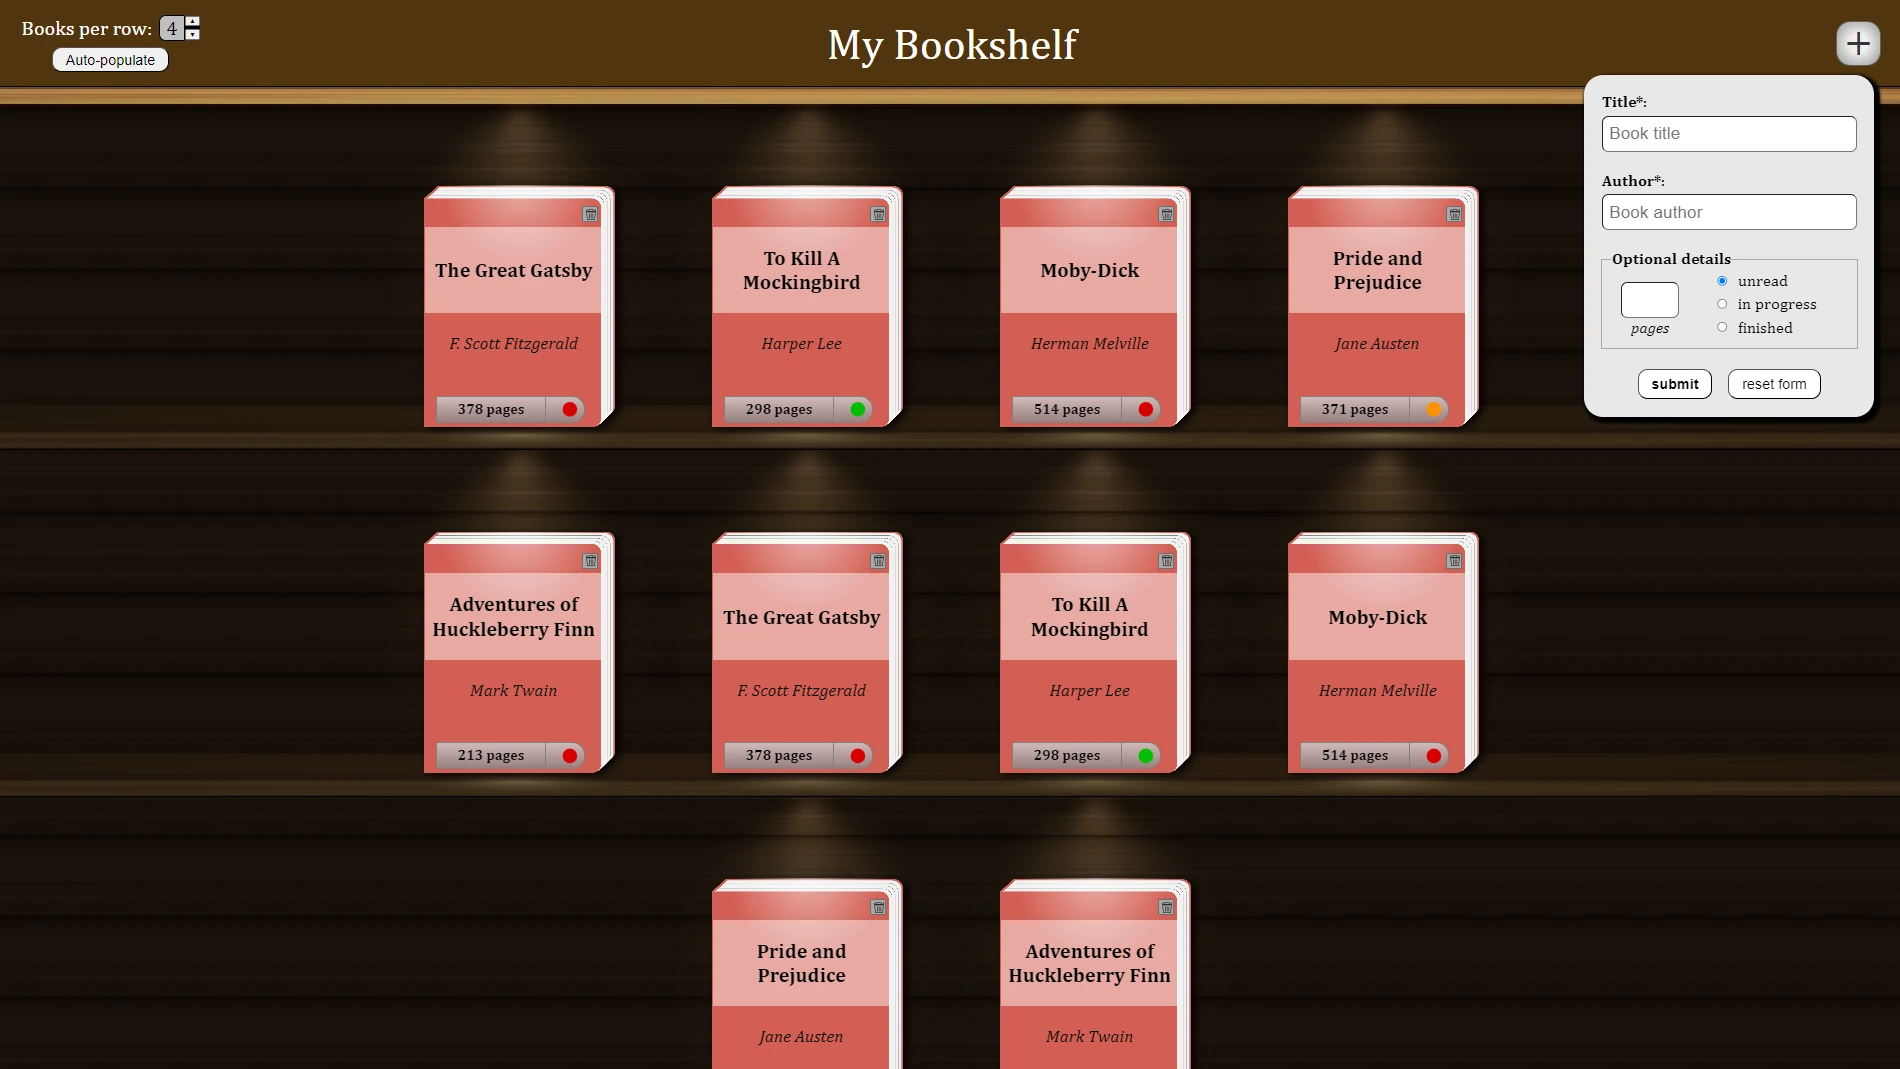 Books per row: 4
Auto-populate
My Bookshelf
+
Title*:
Book title
Author*:
Book author
Optional details
pages
unread
in progress
finished
submit
reset form
The Great Gatsby
F. Scott Fitzgerald
378 pages
To Kill A
Mockingbird
Harper Lee
298 pages
Moby-Dick
Herman Melville
514 pages
Pride and
Prejudice
Jane Austen
371 pages
Adventures of
Huckleberry Finn
Mark Twain
213 pages
The Great Gatsby
F. Scott Fitzgerald
378 pages
To Kill A
Mockingbird
Harper Lee
298 pages
Moby-Dick
Herman Melville
514 pages
Pride and
Prejudice
Jane Austen
Adventures of
Huckleberry Finn
Mark Twain